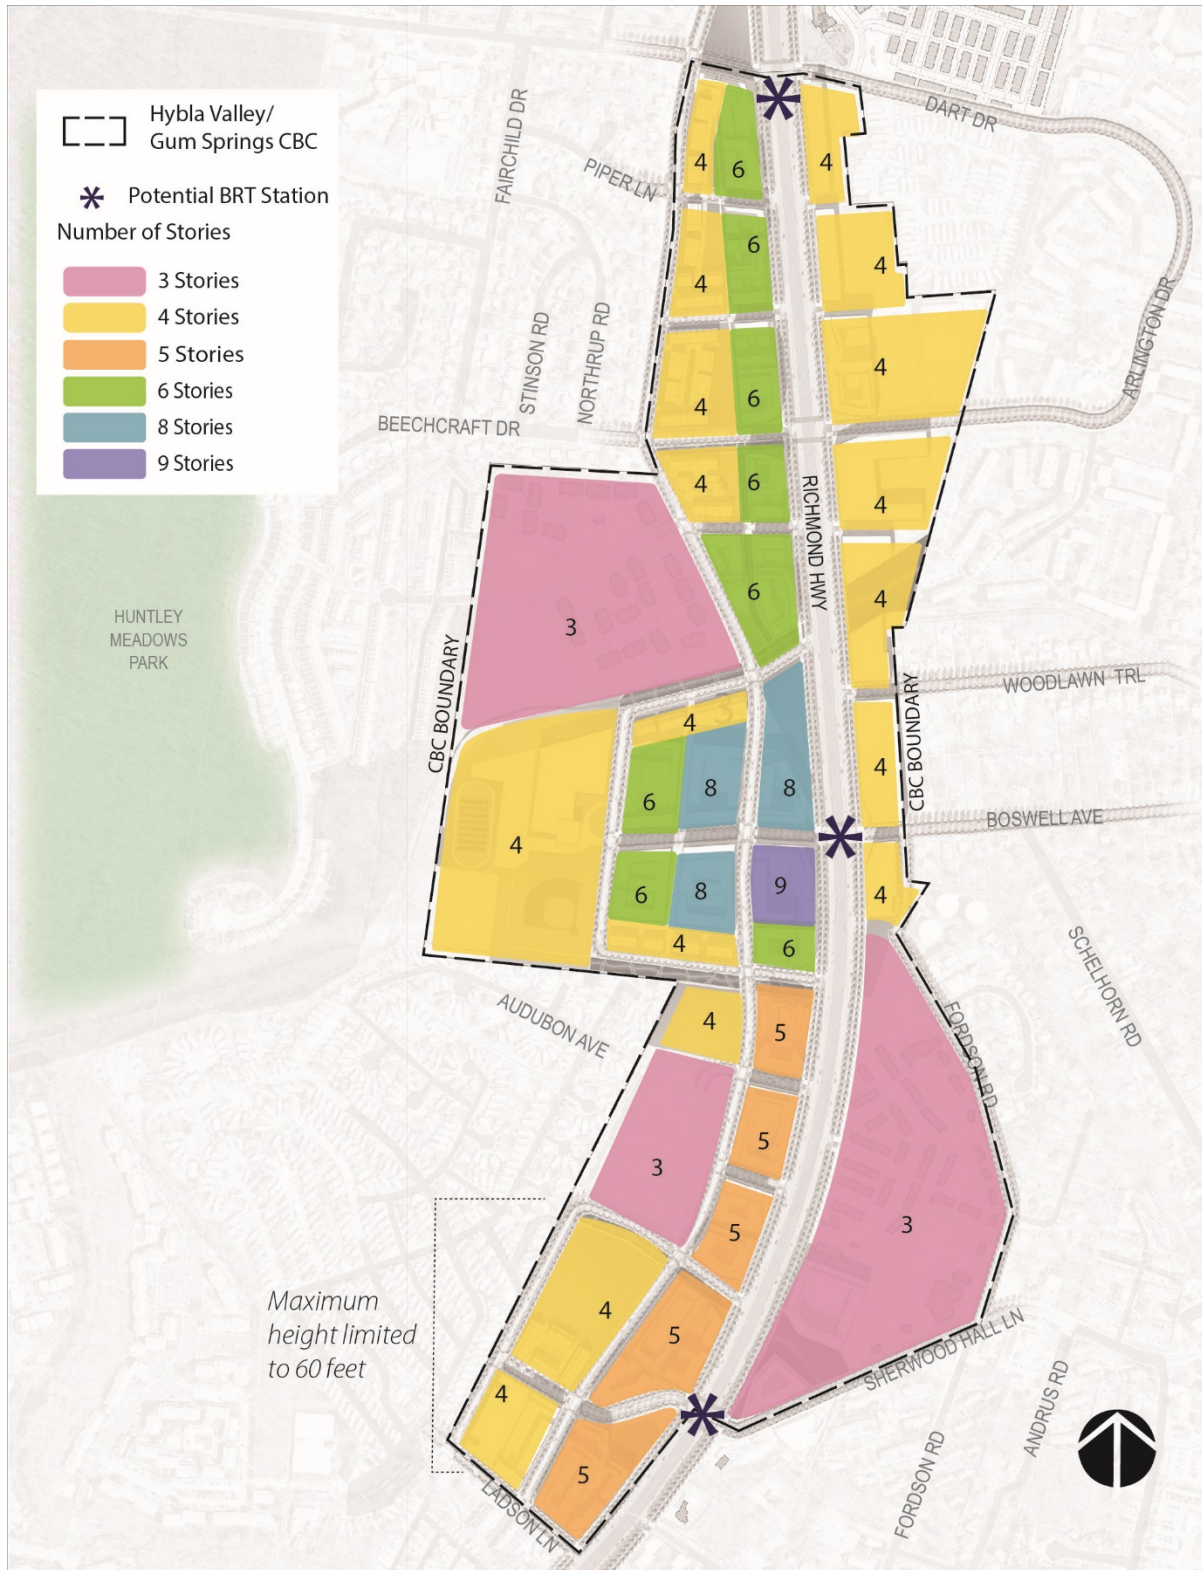 Hybla Valley/
Gum Springs CBC
Potential BRT Station
Number of Stories
3 Stories
4 Stories
5 Stories
6 Stories
8 Stories
9 Stories
DART DR
FAIRCHILD DR
PIPER LN
4
6
4
6
4
4
4
ARLINGTON DR
STINSON RD
NORTHRUP RD
4
6
4
BEECHCRAFT DR
4
6
RICHMOND HWY
4
6
4
HUNTLEY
MEADOWS
PARK
3
CBC BOUNDARY
WOODLAWN TRL
CBC BOUNDARY
4
4
6
8
8
4
BOSWELL AVE
4
6
8
9
4
4
6
SCHELHORN RD
AUDUBON AVE
4
5
FORDSON RD
5
3
5
3
Maximum
height limited
to 60 feet
4
5
SHERWOOD HALL LN
4
5
LADSON LN
FORDSON RD
ANDRUS RD